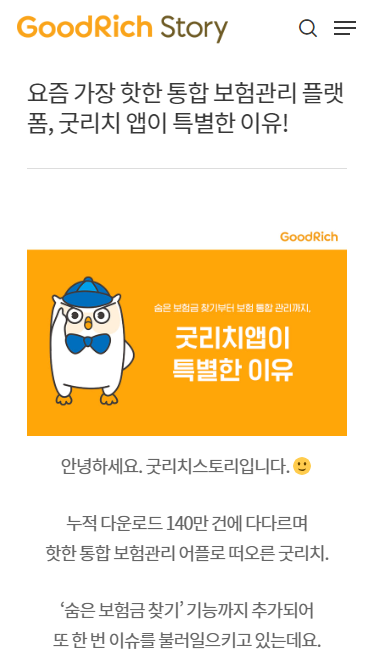 GoodRich Story
요즘 가장 핫한 통합 보험관리 플랫
폼, 굿리치 앱이 특별한 이유!
GoodRich
숨은 보험금 찾기부터 보험 통합 관리까지.
굿리치앱이
특별한 이유
안녕하세요. 굿리치스토리입니다. 🙂
누적 다운로드 140만 건에 다다르며
핫한 통합 보험관리 어플로 떠오른 굿리치.
‘숨은 보험금 찾기’ 기능까지 추가되어
또 한 번 이슈를 불러일으키고 있는데요.